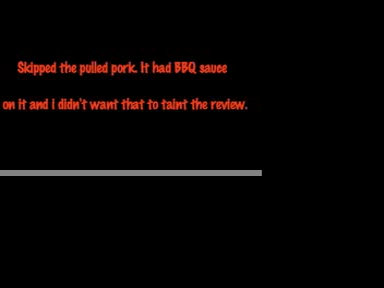 Skipped the pulled pork. It had BBQ sauce
on it and i didn't want that to taint the review.